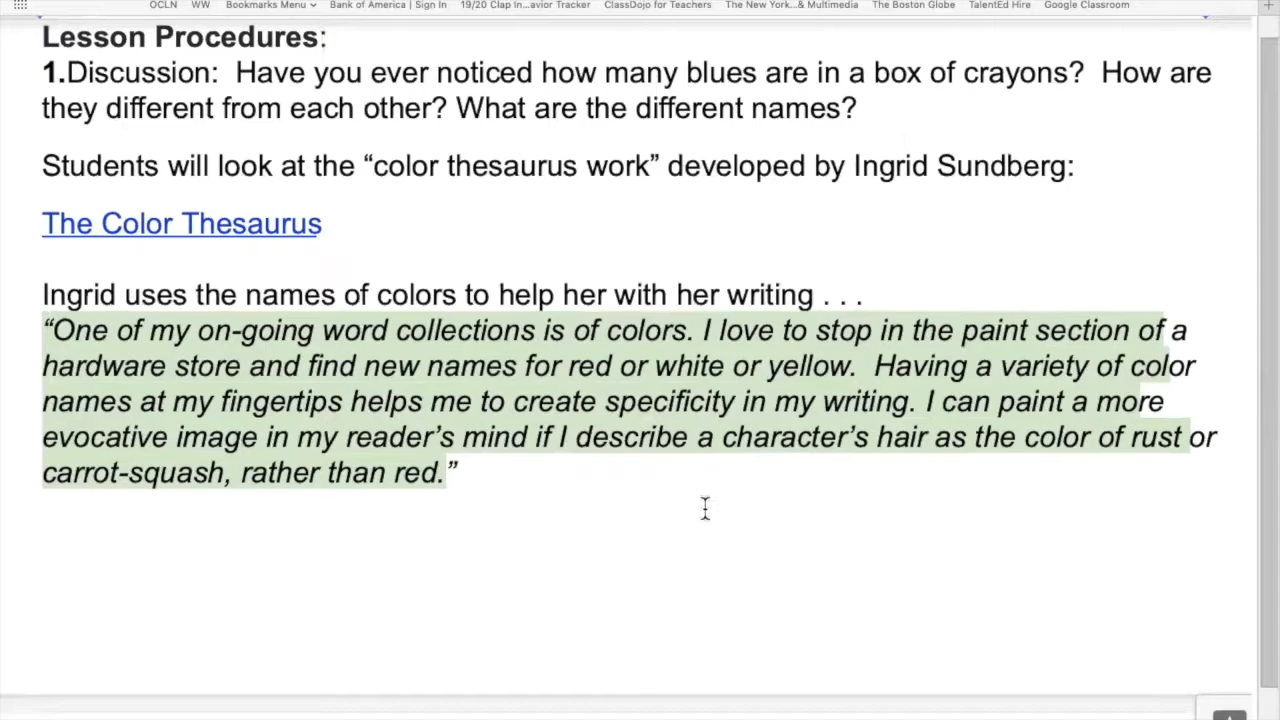 OCLN WW Bookmarks Menu Bank of America | Sign In 19/20 Clap In...avior Tracker ClassDojo for Teachers The New York...& Multimedia The Boston Globe TalentEd Hire Google Classroom
Lesson Procedures:
1.Discussion:  Have you ever noticed how many blues are in a box of crayons?  How are
they different from each other? What are the different names?
Students will look at the “color thesaurus work” developed by Ingrid Sundberg:
The Color Thesaurus
Ingrid uses the names of colors to help her with her writing . . .
“One of my on-going word collections is of colors. I love to stop in the paint section of a
hardware store and find new names for red or white or yellow.  Having a variety of color
names at my fingertips helps me to create specificity in my writing. I can paint a more
evocative image in my reader’s mind if I describe a character’s hair as the color of rust or
carrot-squash, rather than red.”